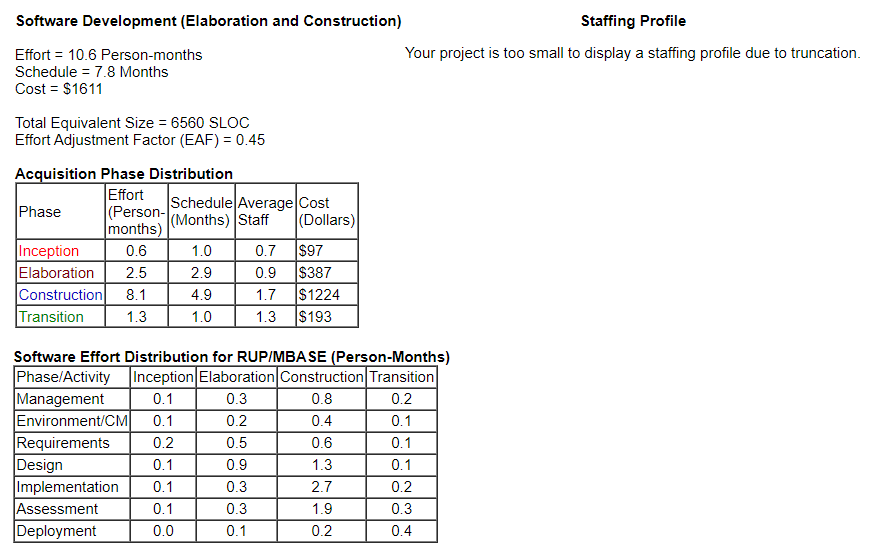 Software Development (Elaboration and Construction)
Effort = 10.6 Person-months
Schedule = 7.8 Months
Cost = $1611
Total Equivalent Size = 6560 SLOC
Effort Adjustment Factor (EAF) = 0.45
Staffing Profile
Your project is too small to display a staffing profile due to truncation.
Acquisition Phase Distribution
Phase Effort (Person-months) Schedule (Months) Average Staff Cost (Dollars)
Inception 0.6 1.0 0.7 $97
Elaboration 2.5 2.9 0.9 $387
Construction 8.1 4.9 1.7 $1224
Transition 1.3 1.0 1.3 $193
Software Effort Distribution for RUP/MBASE (Person-Months)
Phase/Activity Inception Elaboration Construction Transition
Management 0.1 0.3 0.8 0.2
Environment/CM 0.1 0.2 0.4 0.1
Requirements 0.2 0.5 0.6 0.1
Design 0.1 0.9 1.3 0.1
Implementation 0.1 0.3 2.7 0.2
Assessment 0.1 0.3 1.9 0.3
Deployment 0.0 0.1 0.2 0.4